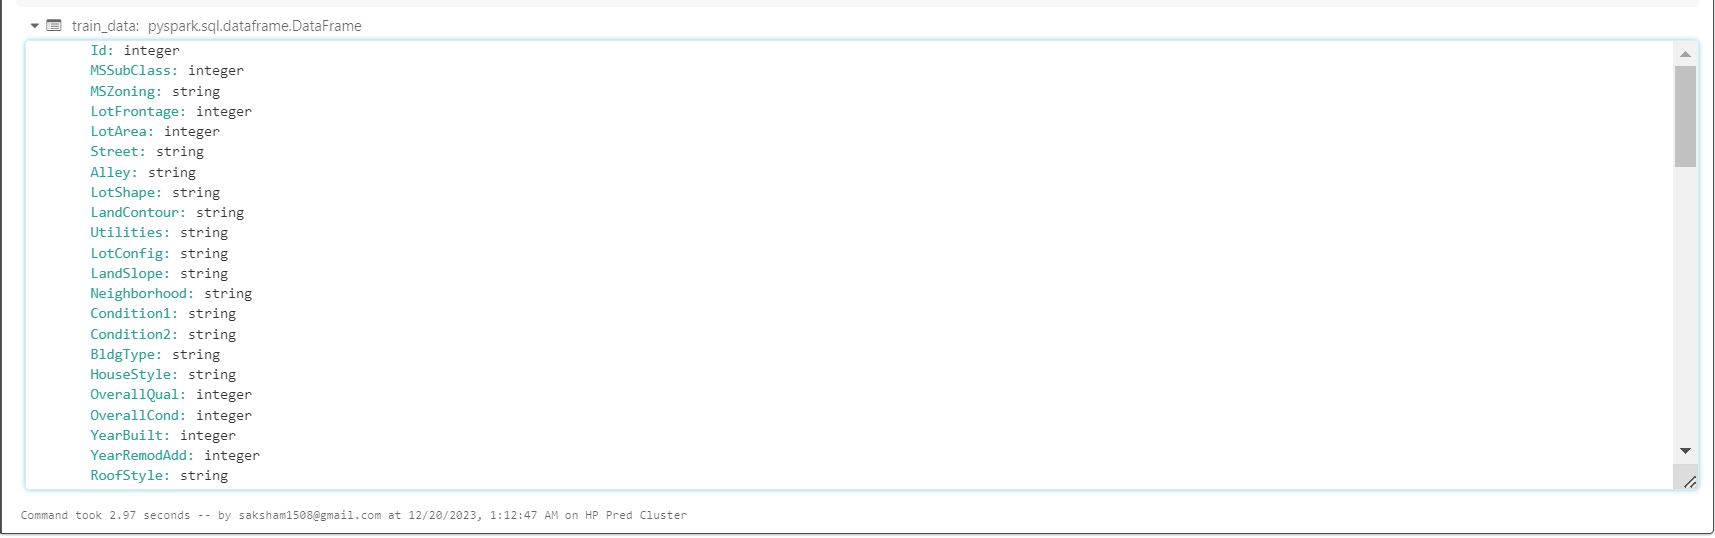 train_data: pyspark.sql.dataframe.DataFrame
Id: integer
MSSubClass: integer
MSZoning: string
LotFrontage: integer
LotArea: integer
Street: string
Alley: string
LotShape: string
LandContour: string
Utilities: string
LotConfig: string
LandSlope: string
Neighborhood: string
Condition1: string
Condition2: string
BldgType: string
HouseStyle: string
OverallQual: integer
OverallCond: integer
YearBuilt: integer
YearRemodAdd: integer
RoofStyle: string
Command took 2.97 seconds -- by saksham1508@gmail.com at 12/20/2023, 1:12:47 AM on HP Pred Cluster